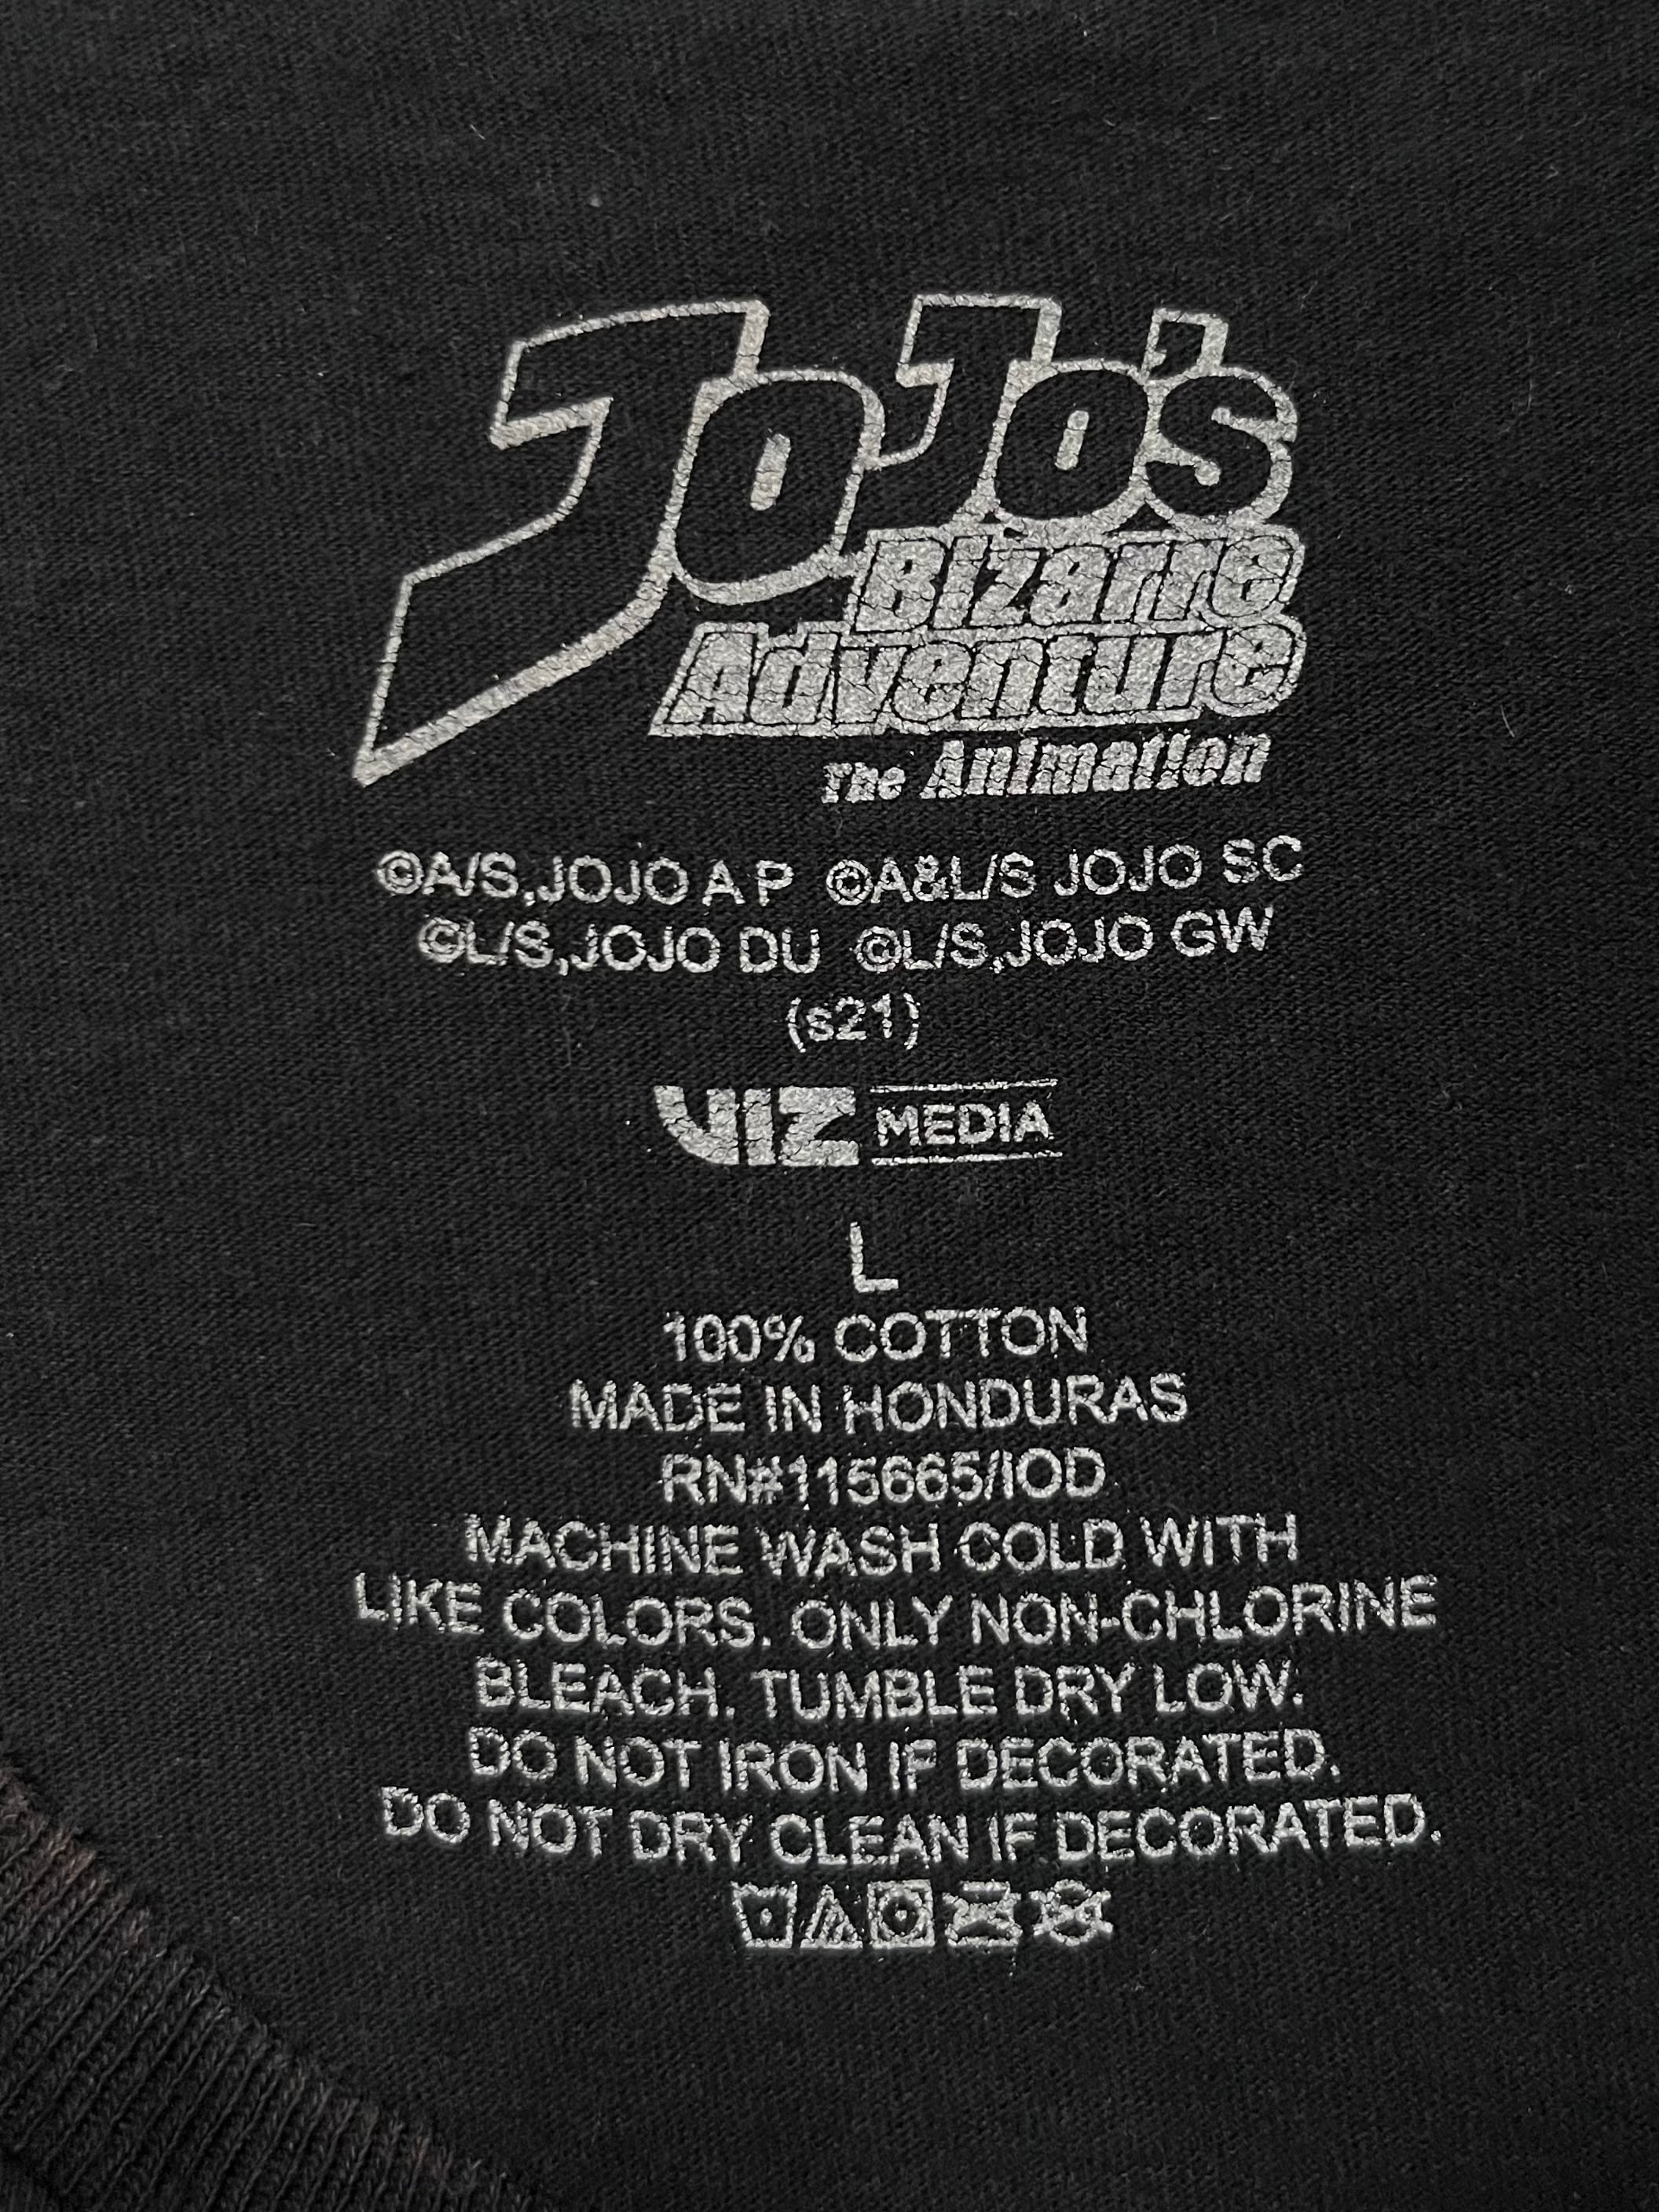 JoJo's
Bizarre
Adventure
The Animation
©A/S,JOJO A P ©A&L/S JOJO SC
©L/S,JOJO DU ©L/S,JOJO GW
(s21)
VIZ MEDIA
L
100% COTTON
MADE IN HONDURAS
RN#115665/IOD
MACHINE WASH COLD WITH
LIKE COLORS. ONLY NON-CHLORINE
BLEACH. TUMBLE DRY LOW.
DO NOT IRON IF DECORATED.
DO NOT DRY CLEAN IF DECORATED.